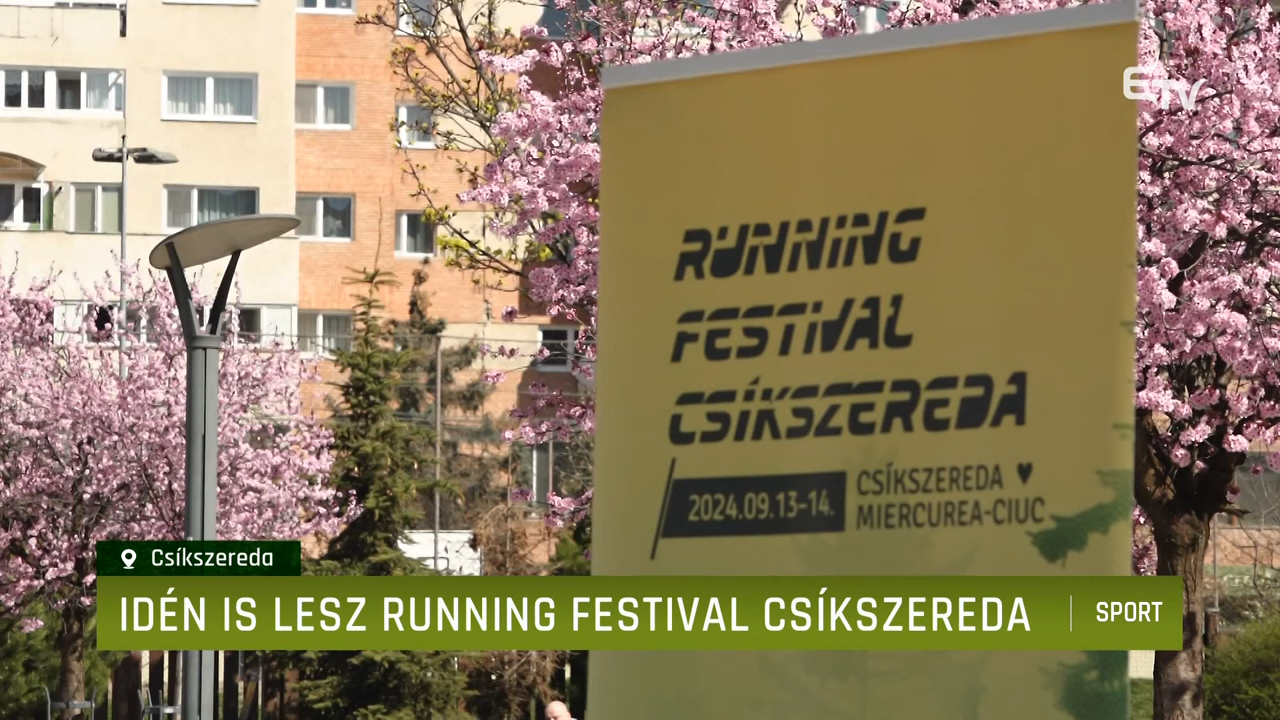 ETV
RUNNING
FESTIVAL
CSÍKSZEREDA
2024.09.13-14.
CSÍKSZEREDA ♥
MIERCUREA-CIUC
Csíkszereda
IDÉN IS LESZ RUNNING FESTIVAL CSÍKSZEREDA
SPORT